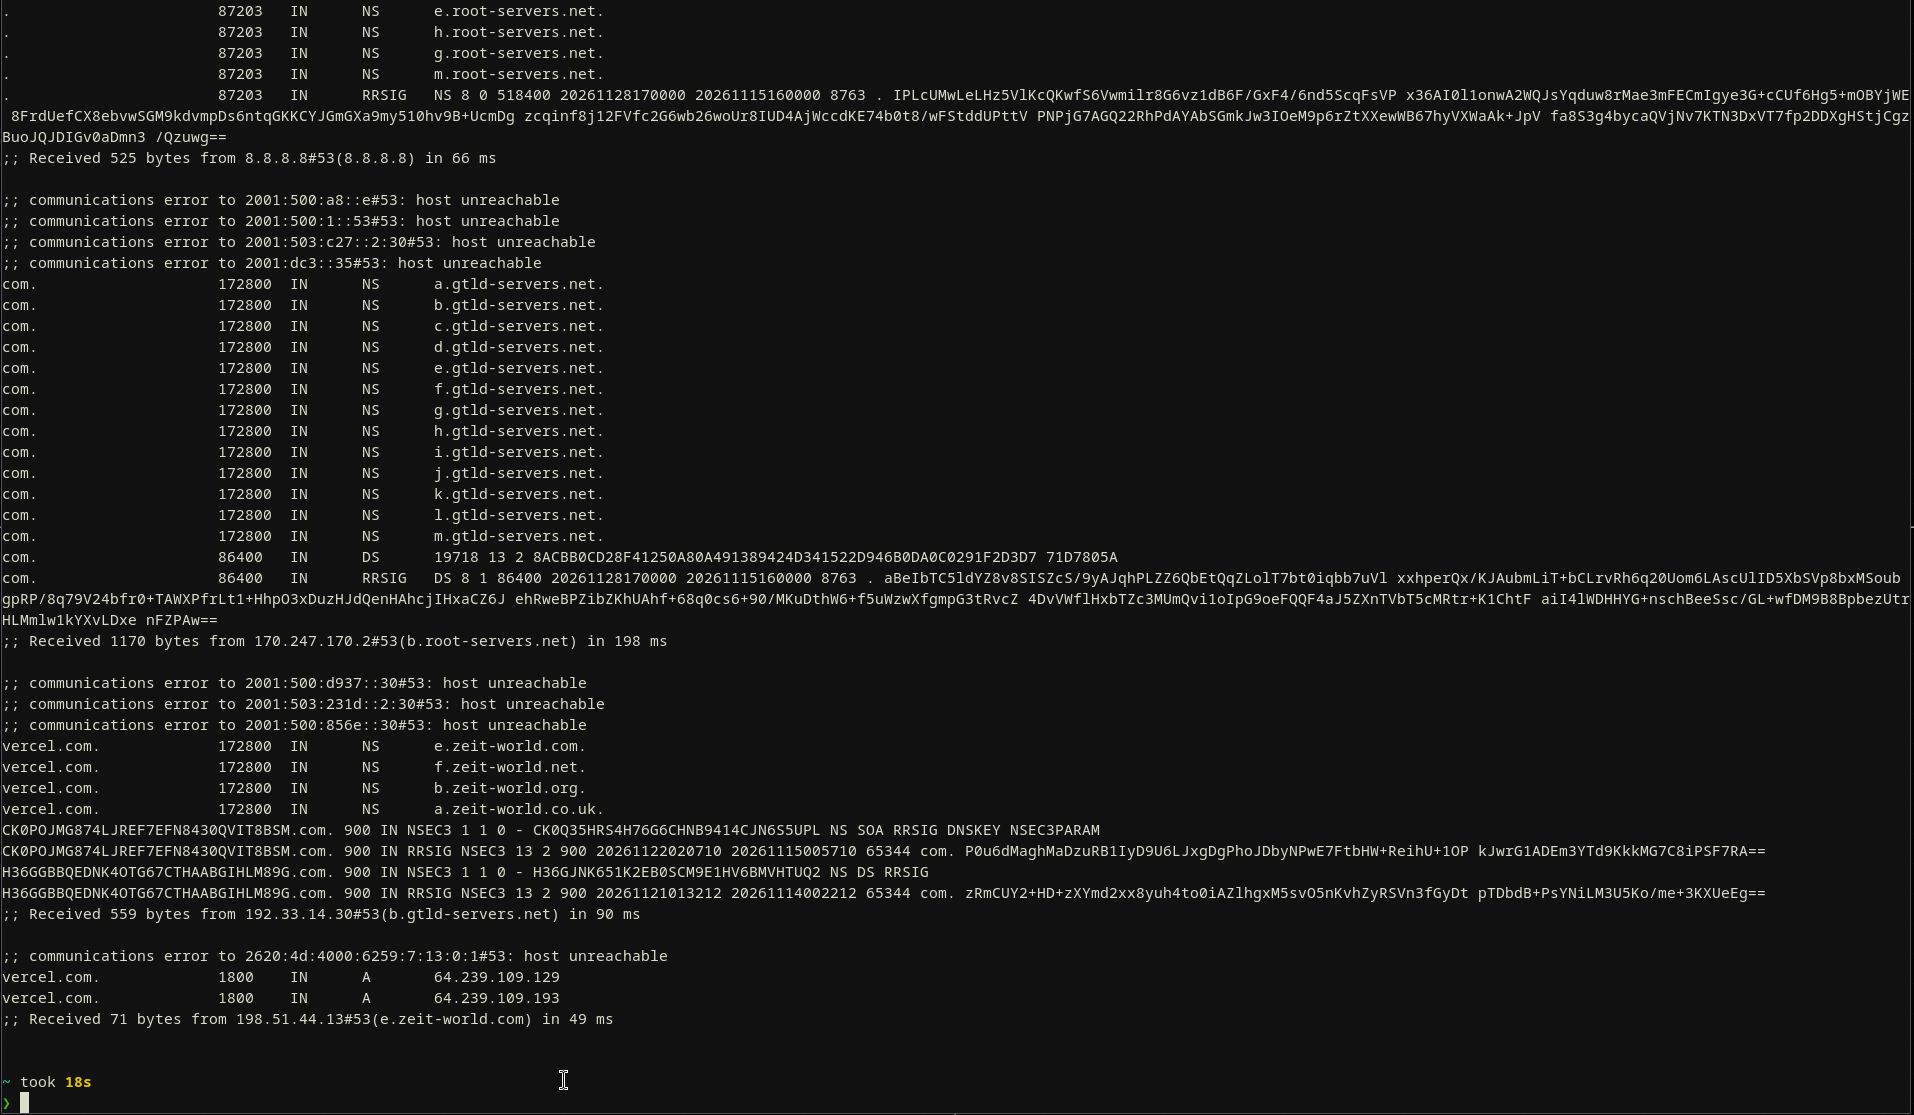 . 87203 IN NS e.root-servers.net.
. 87203 IN NS h.root-servers.net.
. 87203 IN NS g.root-servers.net.
. 87203 IN NS m.root-servers.net.
. 87203 IN RRSIG NS 8 0 518400 20261128170000 20261115160000 8763 . IPLcUMwLeLHz5VlKcQKwfS6Vwmilr8G6vz1dB6F/GxF4/6nd5ScqFsVP x36AI0l1onwA2WQJsYqduw8rMae3mFECmIgye3G+cCUf6Hg5+mOBYjWE
8FrdUefCX8ebvwSGM9kdvmpDs6ntqGKKCYJGmGXa9my510hv9B+UcmDg zcqinf8j12FVfc2G6wb26woUr8IUD4AjWccdKE74b0t8/wFStddUPttV PNPjG7AGQ22RhPdAYAbSGmkJw3IOeM9p6rZtXXewWB67hyVXWaAk+JpV fa8S3g4bycaQVjNv7KTN3DxVT7fp2DDXgHStjCgz
BuoJQJDIGv0aDmn3 /Qzuwg==
;; Received 525 bytes from 8.8.8.8#53(8.8.8.8) in 66 ms
;; communications error to 2001:500:a8::e#53: host unreachable
;; communications error to 2001:500:1::53#53: host unreachable
;; communications error to 2001:503:c27::2:30#53: host unreachable
;; communications error to 2001:dc3::35#53: host unreachable
com. 172800 IN NS a.gtld-servers.net.
com. 172800 IN NS b.gtld-servers.net.
com. 172800 IN NS c.gtld-servers.net.
com. 172800 IN NS d.gtld-servers.net.
com. 172800 IN NS e.gtld-servers.net.
com. 172800 IN NS f.gtld-servers.net.
com. 172800 IN NS g.gtld-servers.net.
com. 172800 IN NS h.gtld-servers.net.
com. 172800 IN NS i.gtld-servers.net.
com. 172800 IN NS j.gtld-servers.net.
com. 172800 IN NS k.gtld-servers.net.
com. 172800 IN NS l.gtld-servers.net.
com. 172800 IN NS m.gtld-servers.net.
com. 86400 IN DS 19718 13 2 8ACBB0CD28F41250A80A491389424D341522D946B0DA0C0291F2D3D7 71D7805A
com. 86400 IN RRSIG DS 8 1 86400 20261128170000 20261115160000 8763 . aBeIbTC5ldYZ8v8SISZcS/9yAJqhPLZZ6QbEtQqZLolT7bt0iqbb7uVl xxhperQx/KJAubmLiT+bCLrvRh6q20Uom6LAscUlID5XbSVp8bxMSoub
gpRP/8q79V24bfr0+TAWXPfrLt1+HhpO3xDuzHJdQenHAhcjIHxaCZ6J ehRweBPZibZKhUAhf+68q0cs6+90/MKuDthW6+f5uWzwXfgmpG3tRvcZ 4DvVWflHxbTZc3MUmQvi1oIpG9oeFQQF4aJ5ZXnTVbT5cMRtr+K1ChtF aiI4lWDHHYG+nschBeeSsc/GL+wfDM9B8BpbezUtr
HLMmlw1kYXvLDxe nFZPAw==
;; Received 1170 bytes from 170.247.170.2#53(b.root-servers.net) in 198 ms
;; communications error to 2001:500:d937::30#53: host unreachable
;; communications error to 2001:503:231d::2:30#53: host unreachable
;; communications error to 2001:500:856e::30#53: host unreachable
vercel.com. 172800 IN NS e.zeit-world.com.
vercel.com. 172800 IN NS f.zeit-world.net.
vercel.com. 172800 IN NS b.zeit-world.org.
vercel.com. 172800 IN NS a.zeit-world.co.uk.
CK0POJMG874LJREF7EFN8430QVIT8BSM.com. 900 IN NSEC3 1 1 0 - CK0Q35HRS4H76G6CHNB9414CJN6S5UPL NS SOA RRSIG DNSKEY NSEC3PARAM
CK0POJMG874LJREF7EFN8430QVIT8BSM.com. 900 IN RRSIG NSEC3 13 2 900 20261122020710 20261115005710 65344 com. P0u6dMaghMaDzuRB1IyD9U6LJxgDgPhoJDbyNPwE7FtbHW+ReihU+1OP kJwrG1ADEm3YTd9KkkMG7C8iPSF7RA==
H36GGBBQEDNK4OTG67CTHAABGIHLM89G.com. 900 IN NSEC3 1 1 0 - H36GJNK651K2EB0SCM9E1HV6BMVHTUQ2 NS DS RRSIG
H36GGBBQEDNK4OTG67CTHAABGIHLM89G.com. 900 IN RRSIG NSEC3 13 2 900 20261121013212 20261114002212 65344 com. zRmCUY2+HD+zXYmd2xx8yuh4to0iAZlhgxM5svO5nKvhZyRSVn3fGyDt pTDbdB+PsYNiLM3U5Ko/me+3KXUeEg==
;; Received 559 bytes from 192.33.14.30#53(b.gtld-servers.net) in 90 ms
;; communications error to 2620:4d:4000:6259:7:13:0:1#53: host unreachable
vercel.com. 1800 IN A 64.239.109.129
vercel.com. 1800 IN A 64.239.109.193
;; Received 71 bytes from 198.51.44.13#53(e.zeit-world.com) in 49 ms
~ took 18s
❯